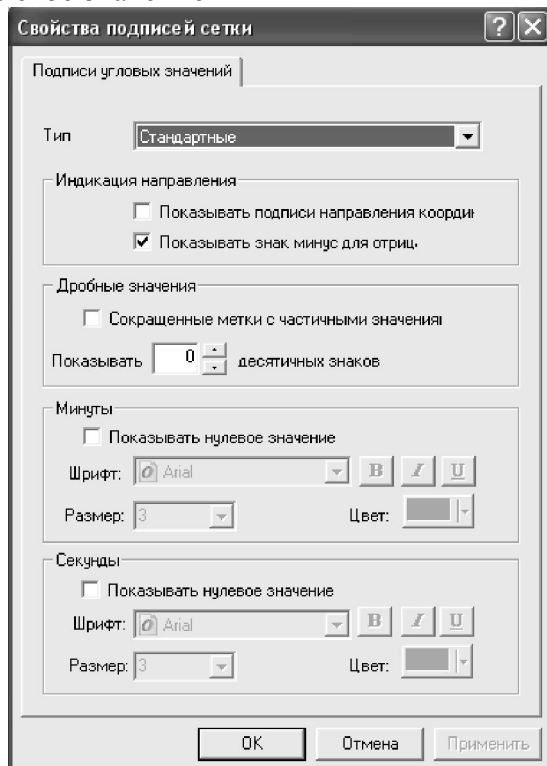 Свойства подписей сетки
Подписи угловых значений
Тип Стандартные
Индикация направления
Показывать подписи направления коорди
Показывать знак минус для отриц.
Дробные значения
Сокращенные метки с частичными значения
Показывать 0 десятичных знаков
Минуты
Показывать нулевое значение
Шрифт: Arial B I U
Размер: 3 Цвет:
Секунды
Показывать нулевое значение
Шрифт: Arial B I U
Размер: 3 Цвет:
OK Отмена Применить